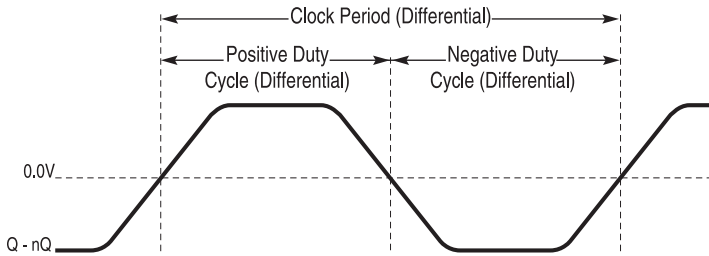 Clock Period (Differential)
Positive Duty
Cycle (Differential)
Negative Duty
Cycle (Differential)
0.0V
Q - nQ